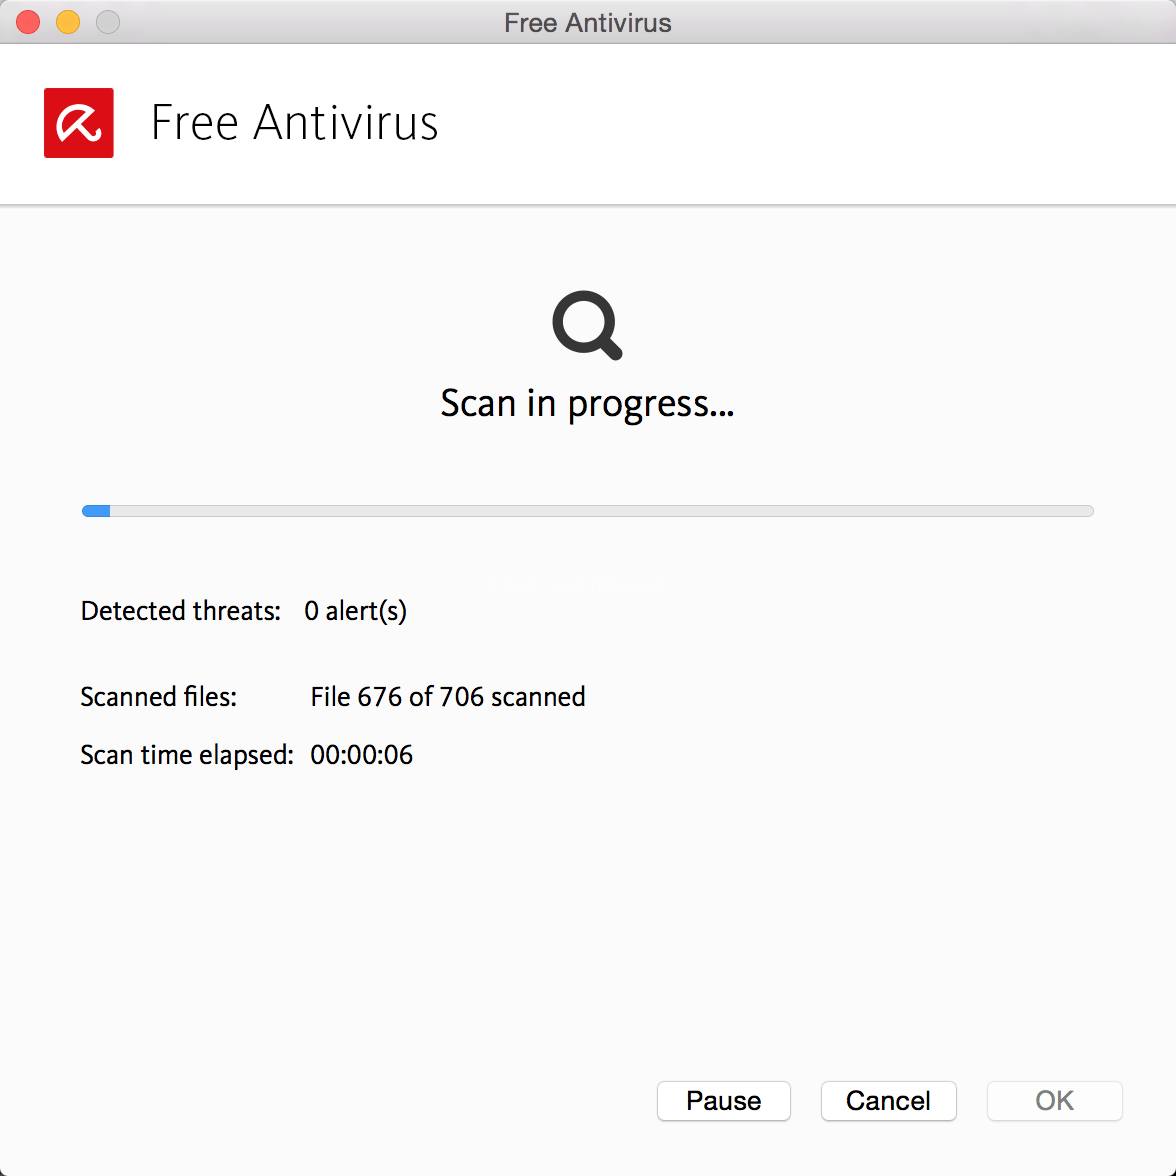 Free Antivirus
Free Antivirus
Scan in progress...
Detected threats: 0 alert(s)
Scanned files: File 676 of 706 scanned
Scan time elapsed: 00:00:06
Pause Cancel OK